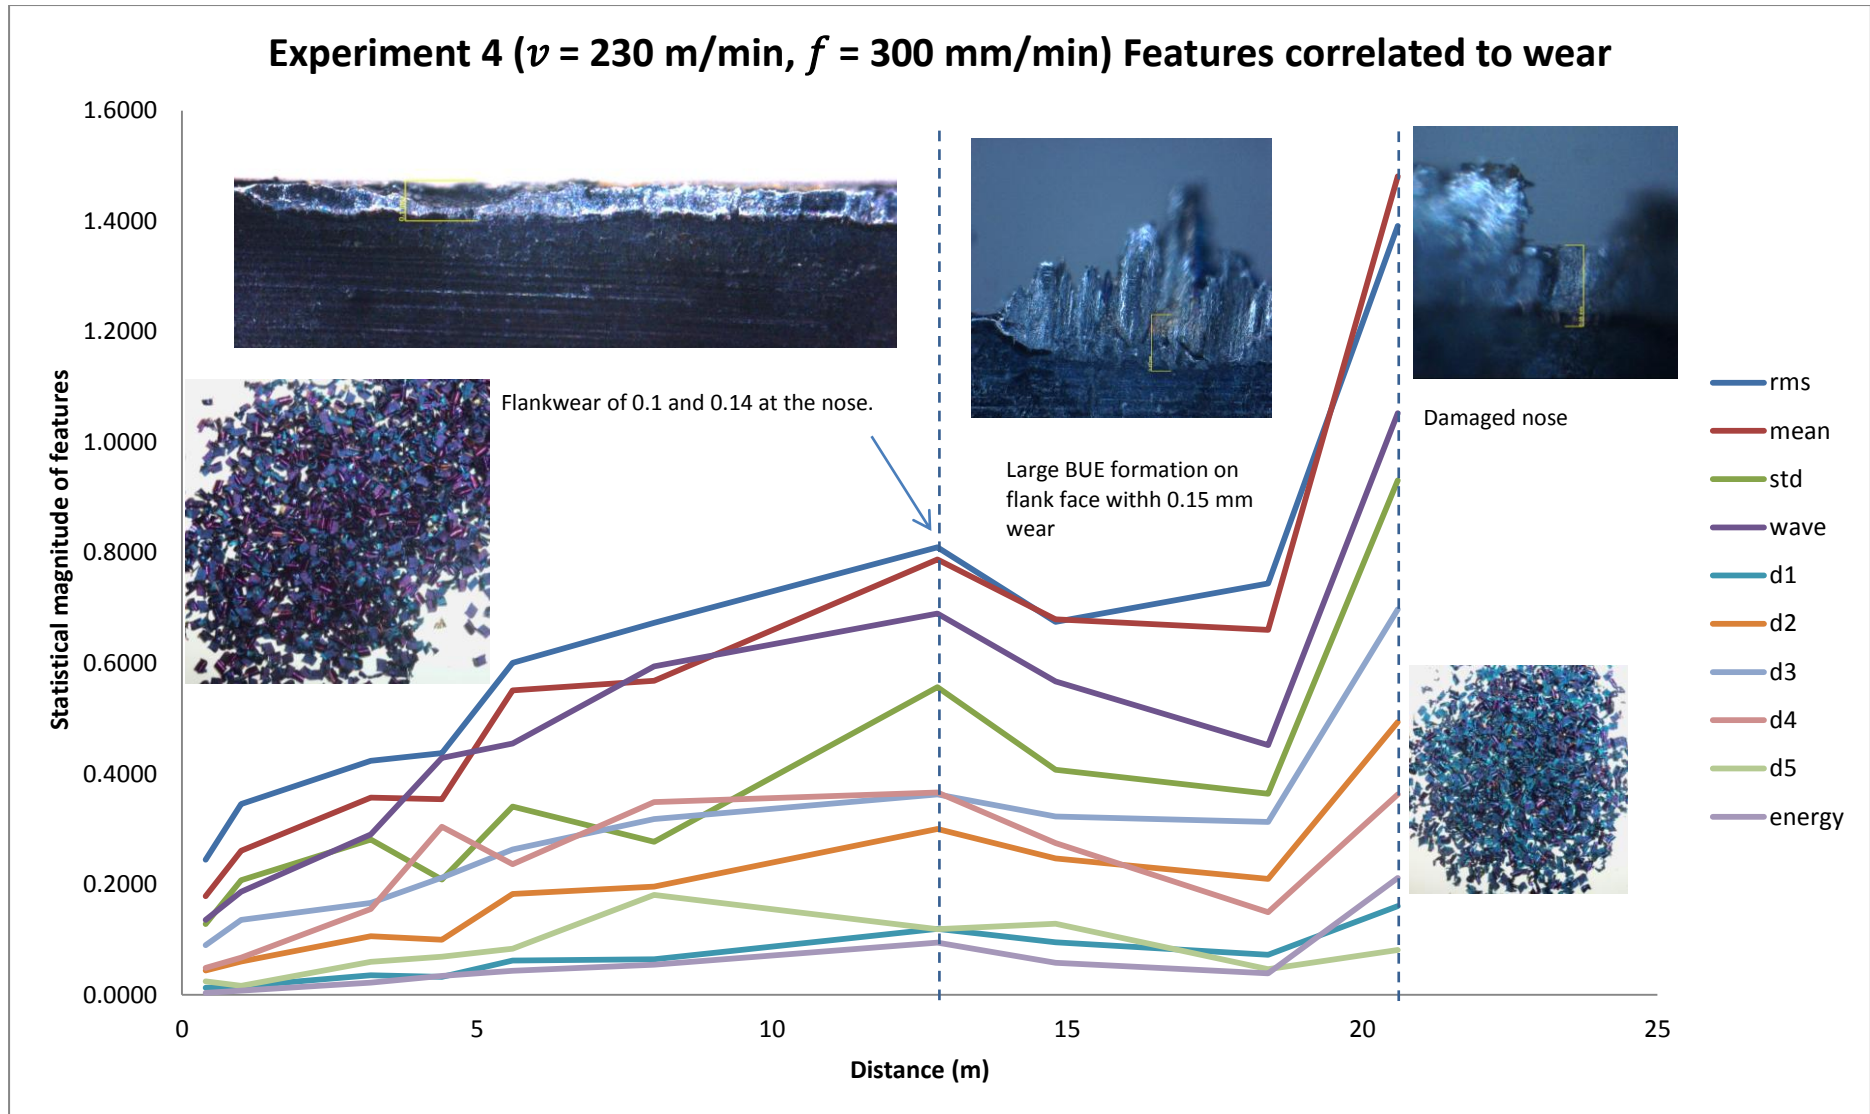 Experiment 4 (𝑣 = 230 m/min, 𝑓 = 300 mm/min) Features correlated to wear
Statistical magnitude of features
1.6000
1.4000
1.2000
1.0000
0.8000
0.6000
0.4000
0.2000
0.0000
Flankwear of 0.1 and 0.14 at the nose.
Large BUE formation on
flank face withh 0.15 mm
wear
Damaged nose
rms
mean
std
wave
d1
d2
d3
d4
d5
energy
0
5
10
15
20
25
Distance (m)